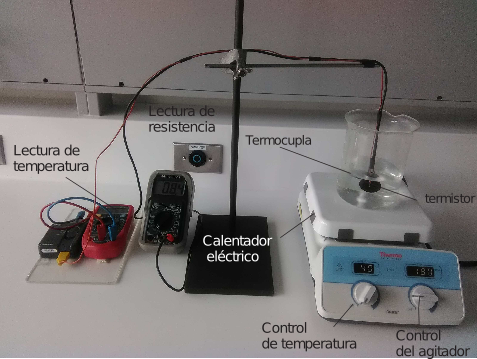 Lectura de
resistencia
Lectura de
temperatura
Termocupla
termistor
Calentador
eléctrico
Control
de temperatura
Control
del agitador